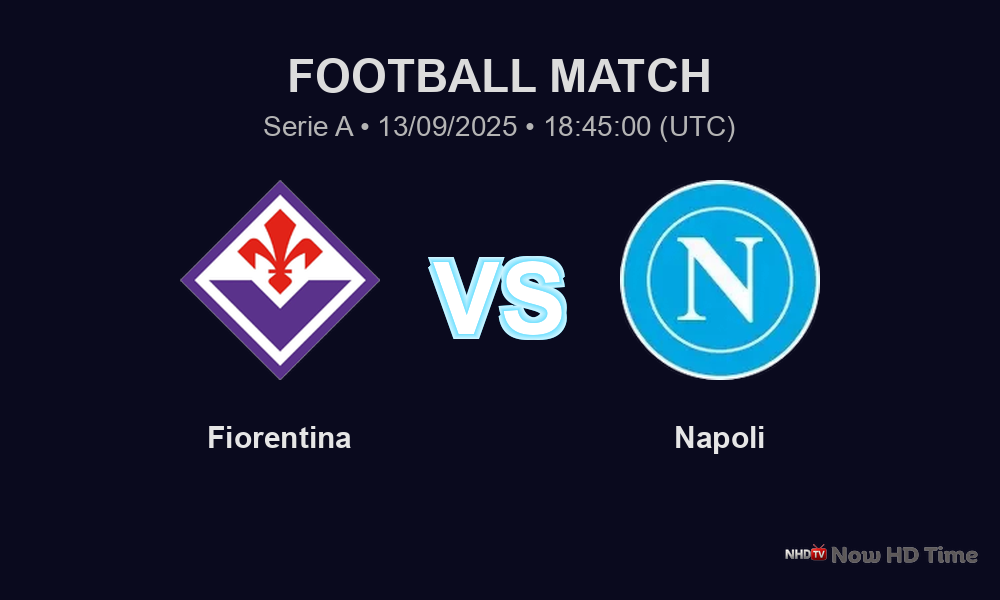 FOOTBALL MATCH
Serie A • 13/09/2025 • 18:45:00 (UTC)
N
VS
Fiorentina
Napoli
NHDTV Now HD Time